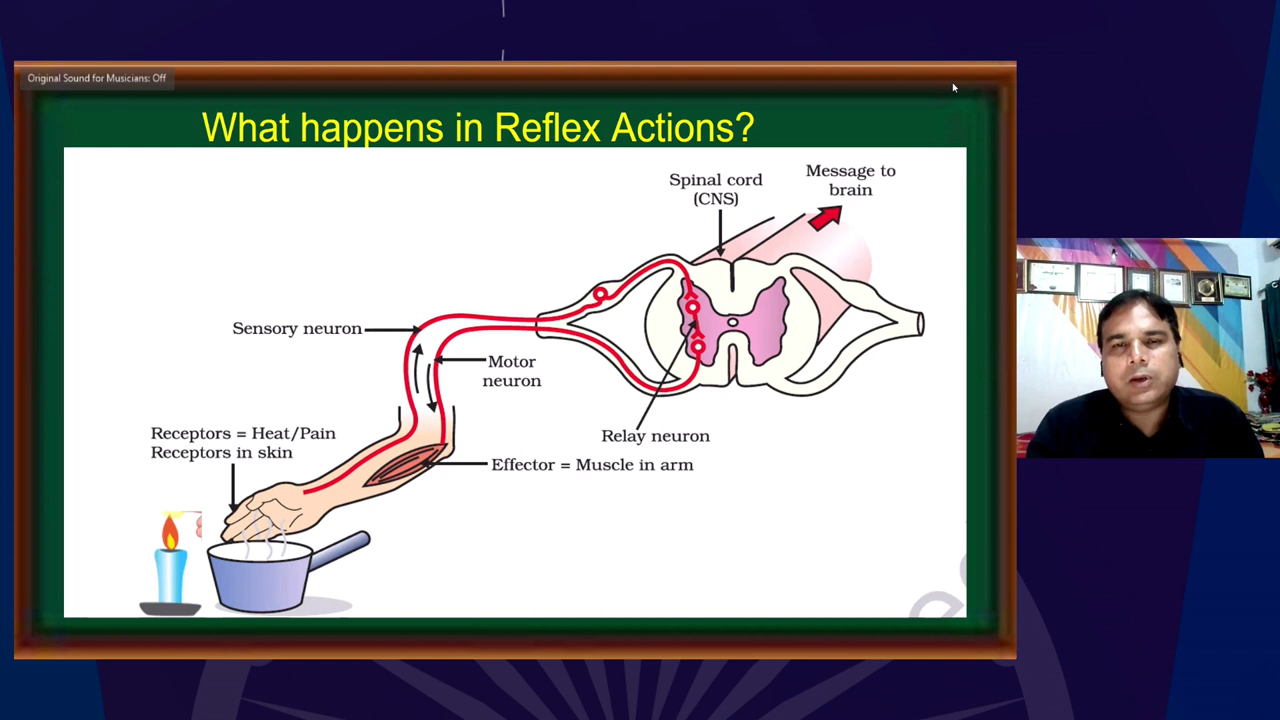 Original Sound for Musicians: Off
What happens in Reflex Actions?
Spinal cord
(CNS)
Message to
brain
Sensory neuron
Motor
neuron
Relay neuron
Receptors = Heat/Pain
Receptors in skin
Effector = Muscle in arm